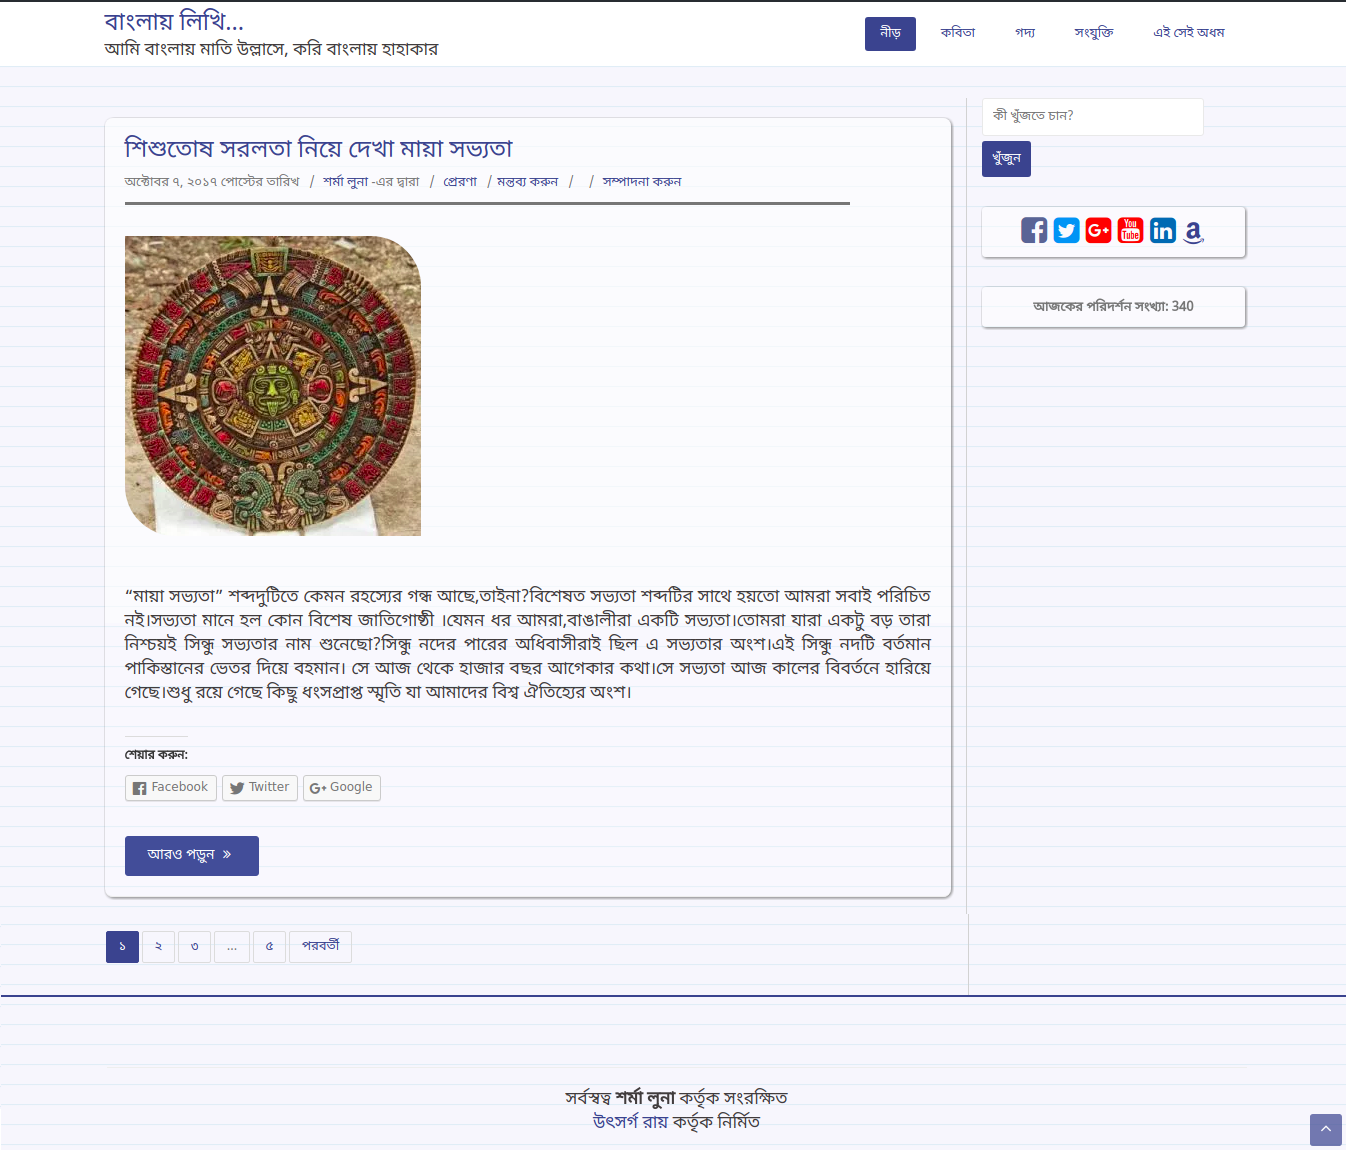 বাংলায় লিখি...
আমি বাংলায় মাতি উল্লাসে, করি বাংলায় হাহাকার
নীড় কবিতা গদ্য সংযুক্তি এই সেই অধম
কী খুঁজতে চান?
খুঁজুন
শিশুতোষ সরলতা নিয়ে দেখা মায়া সভ্যতা
অক্টোবর ৭, ২০১৭ পোস্টের তারিখ / শর্মা লুনা -এর দ্বারা / প্রেরণা / মন্তব্য করুন / / সম্পাদনা করুন
You
Tube
in
a
আজকের পরিদর্শন সংখ্যা: 340
“মায়া সভ্যতা” শব্দদুটিতে কেমন রহস্যের গন্ধ আছে,তাইনা?বিশেষত সভ্যতা শব্দটির সাথে হয়তো আমরা সবাই পরিচিত
নই।সভ্যতা মানে হল কোন বিশেষ জাতিগোষ্ঠী ।যেমন ধর আমরা,বাঙালীরা একটি সভ্যতা।তোমরা যারা একটু বড় তারা
নিশ্চয়ই সিন্ধু সভ্যতার নাম শুনেছো?সিন্ধু নদের পারের অধিবাসীরাই ছিল এ সভ্যতার অংশ।এই সিন্ধু নদটি বর্তমান
পাকিস্তানের ভেতর দিয়ে বহমান। সে আজ থেকে হাজার বছর আগেকার কথা।সে সভ্যতা আজ কালের বিবর্তনে হারিয়ে
গেছে।শুধু রয়ে গেছে কিছু ধংসপ্রাপ্ত স্মৃতি যা আমাদের বিশ্ব ঐতিহ্যের অংশ।
শেয়ার করুন:
Facebook Twitter Google
আরও পড়ুন »
১ ২ ৩ ... ৫ পরবর্তী
সর্বস্বত্ব শর্মা লুনা কর্তৃক সংরক্ষিত
উৎসর্গ রায় কর্তৃক নির্মিত